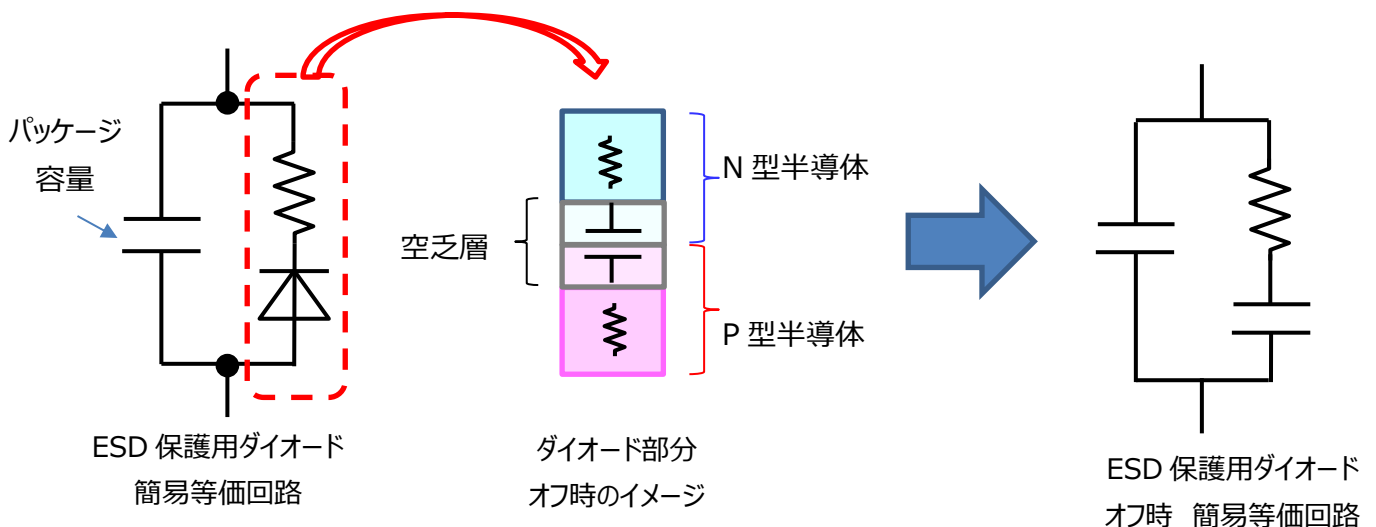 パッケージ
容量
ESD 保護用ダイオード
簡易等価回路
N 型半導体
空乏層
P 型半導体
ダイオード部分
オフ時のイメージ
ESD 保護用ダイオード
オフ時 簡易等価回路